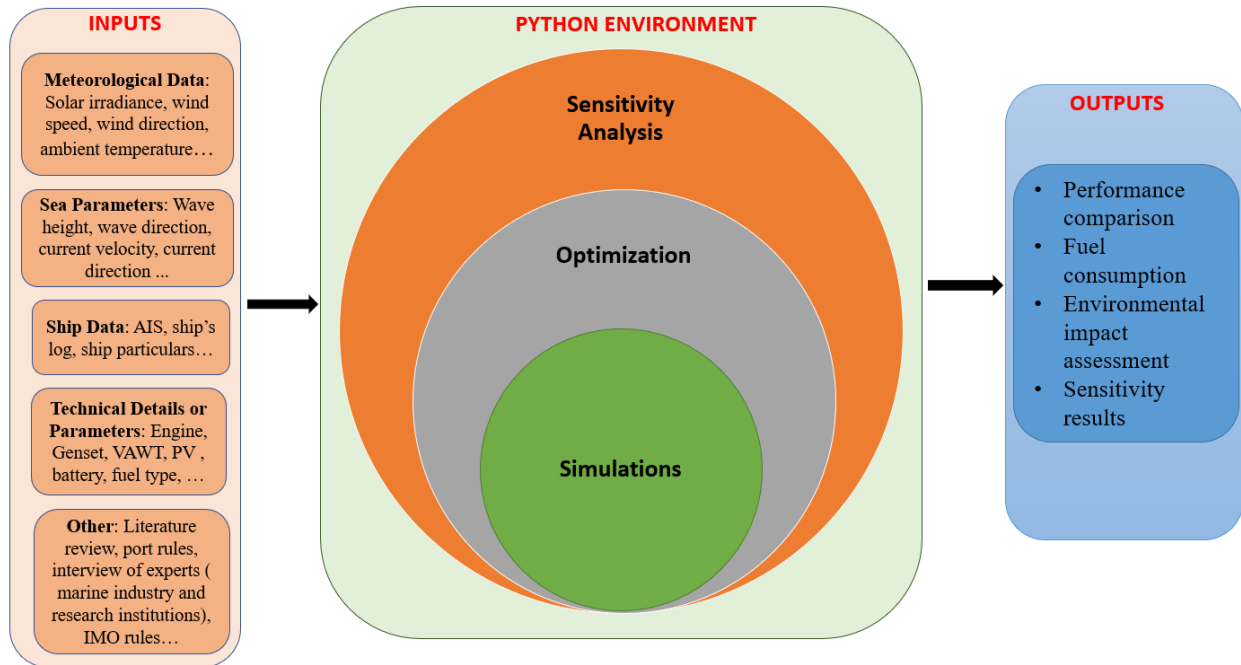 INPUTS
Meteorological Data:
Solar irradiance, wind
speed, wind direction,
ambient temperature…
Sea Parameters: Wave
height, wave direction,
current velocity, current
direction ...
Ship Data: AIS, ship’s
log, ship particulars…
Technical Details or
Parameters: Engine,
Genset, VAWT, PV ,
battery, fuel type, …
Other: Literature
review, port rules,
interview of experts (
marine industry and
research institutions),
IMO rules…
PYTHON ENVIRONMENT
Sensitivity
Analysis
Optimization
Simulations
OUTPUTS
• Performance
comparison
• Fuel
consumption
• Environmental
impact
assessment
• Sensitivity
results